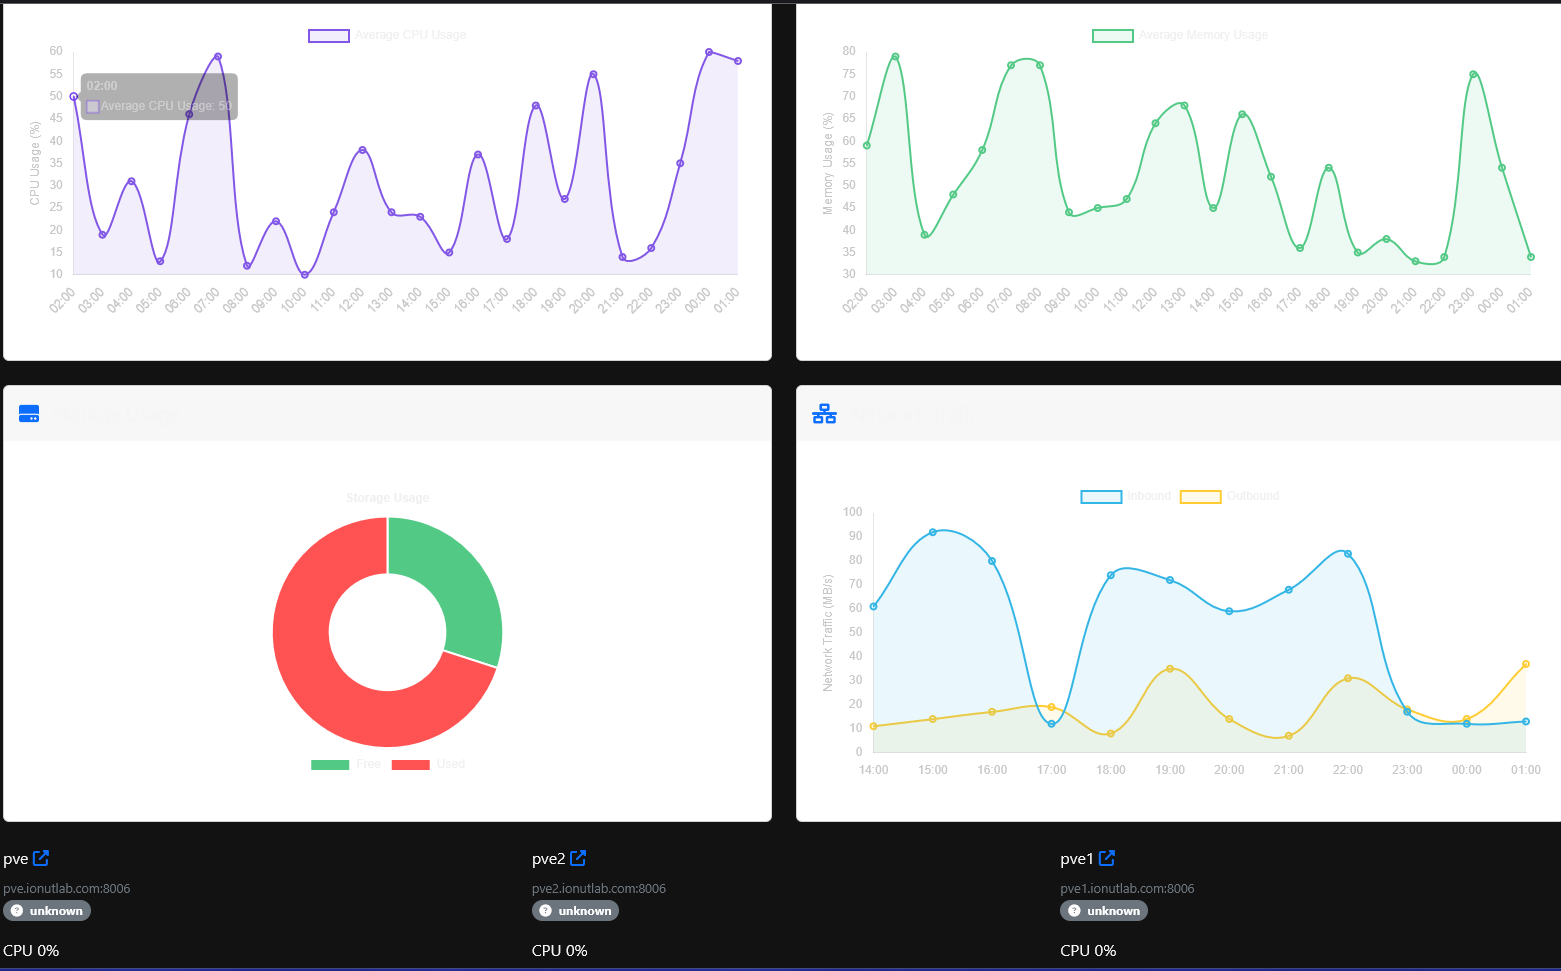 Average CPU Usage
60
55
50
45
40
35
30
25
20
15
10
CPU Usage (%)
02:00
Average CPU Usage: 50
02:00 03:00 04:00 05:00 06:00 07:00 08:00 09:00 10:00 11:00 12:00 13:00 14:00 15:00 16:00 17:00 18:00 19:00 20:00 21:00 22:00 23:00 00:00 01:00
Average Memory Usage
80
75
70
65
60
55
50
45
40
35
30
Memory Usage (%)
02:00 03:00 04:00 05:00 06:00 07:00 08:00 09:00 10:00 11:00 12:00 13:00 14:00 15:00 16:00 17:00 18:00 19:00 20:00 21:00 22:00 23:00 00:00 01:00
Storage Usage
Free Used
Inbound Outbound
100
90
80
70
60
50
40
30
20
10
0
Network Traffic (MB/s)
14:00 15:00 16:00 17:00 18:00 19:00 20:00 21:00 22:00 23:00 00:00 01:00
pve
pve.ionutlab.com:8006
unknown
CPU 0%
pve2
pve2.ionutlab.com:8006
unknown
CPU 0%
pve1
pve1.ionutlab.com:8006
unknown
CPU 0%